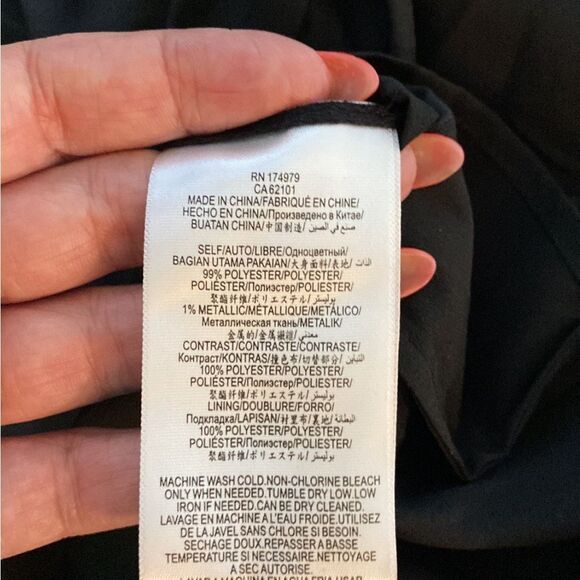 RN 174979
CA 62101
MADE IN CHINA/FABRIQUÉ EN CHINE/
HECHO EN CHINA/Произведено в Китае/
BUATAN CHINA/中国制造/ صنع في الصين/
SELF/AUTO/LIBRE/Одноцветный/
BAGIAN UTAMA PAKAIAN/大身面料/表地/ الذات/
99% POLYESTER/POLYESTER/
POLIÉSTER/Полиэстер/POLIESTER/
聚酯纤维/ポリエステル/ بوليستر/
1% METALLIC/MÉTALLIQUE/METÁLICO/
Металлическая ткань/METALIK/
金属的/金属繊維/ معدني/
CONTRAST/CONTRASTE/CONTRASTE/
Контраст/KONTRAS/撞色布/切替部分/ التباين/
100% POLYESTER/POLYESTER/
POLIÉSTER/Полиэстер/POLIESTER/
聚酯纤维/ポリエステル/ بوليستر/
LINING/DOUBLURE/FORRO/
Подкладка/LAPISAN/衬里布/裏地/ البطانة/
100% POLYESTER/POLYESTER/
POLIÉSTER/Полиэстер/POLIESTER/
聚酯纤维/ポリエステル/ بوليستر/
MACHINE WASH COLD.NON-CHLORINE BLEACH
ONLY WHEN NEEDED.TUMBLE DRY LOW.LOW
IRON IF NEEDED.CAN BE DRY CLEANED.
LAVAGE EN MACHINE A L'EAU FROIDE.UTILISEZ
DE LA JAVEL SANS CHLORE SI BESOIN.
SECHAGE DOUX.REPASSER A BASSE
TEMPERATURE SI NECESSAIRE.NETTOYAGE
A SEC AUTORISE.